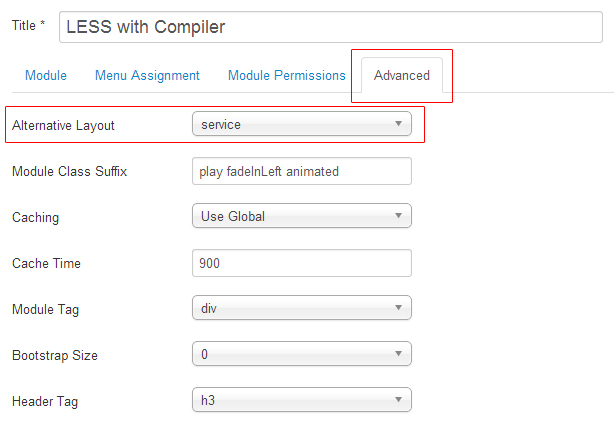 Title * LESS with Compiler
Module Menu Assignment Module Permissions Advanced
Alternative Layout service
Module Class Suffix play fadeInLeft animated
Caching Use Global
Cache Time 900
Module Tag div
Bootstrap Size 0
Header Tag h3